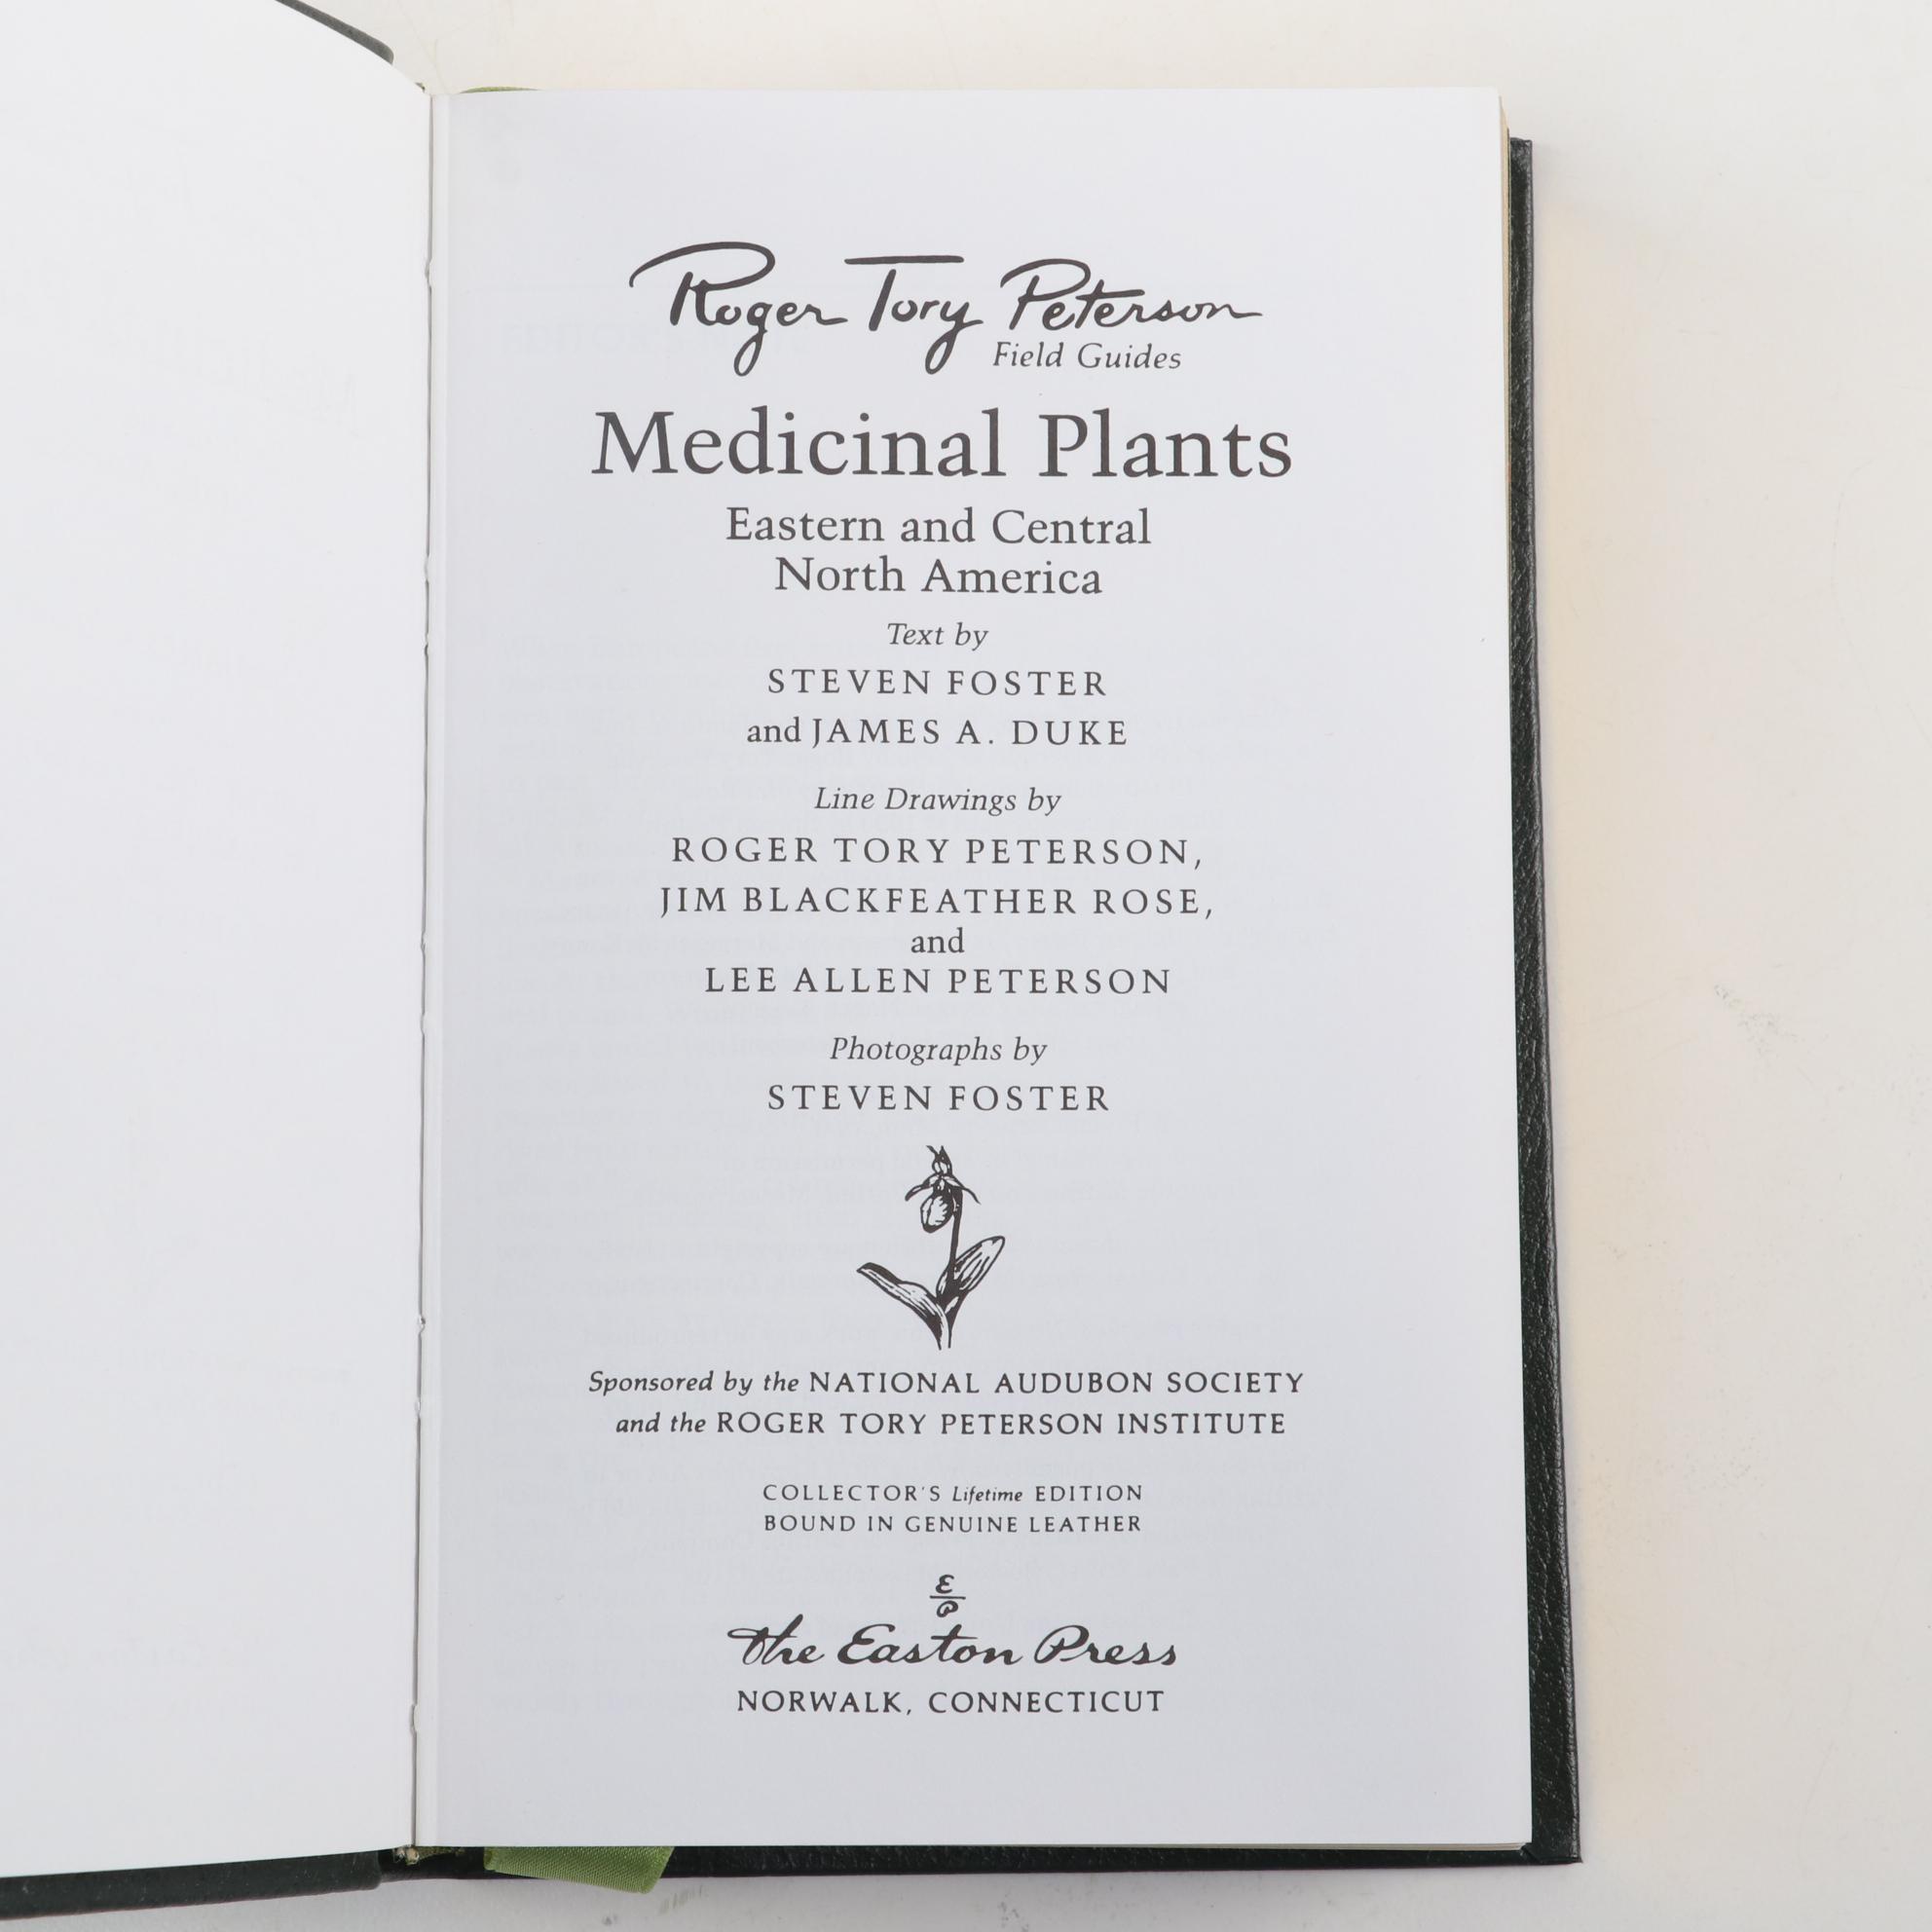 Roger Tory Peterson
Field Guides
Medicinal Plants
Eastern and Central
North America
Text by
STEVEN FOSTER
and JAMES A. DUKE
Line Drawings by
ROGER TORY PETERSON,
JIM BLACKFEATHER ROSE,
and
LEE ALLEN PETERSON
Photographs by
STEVEN FOSTER
Sponsored by the NATIONAL AUDUBON SOCIETY
and the ROGER TORY PETERSON INSTITUTE
COLLECTOR'S Lifetime EDITION
BOUND IN GENUINE LEATHER
E
P
The Easton Press
NORWALK, CONNECTICUT